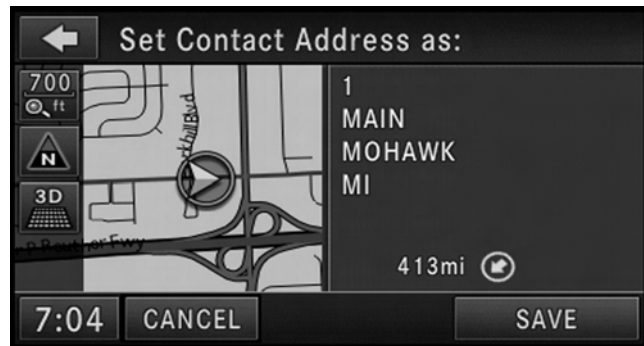 Set Contact Address as:
700
ft
N
3D
1
MAIN
MOHAWK
MI
413mi
7:04
CANCEL
SAVE